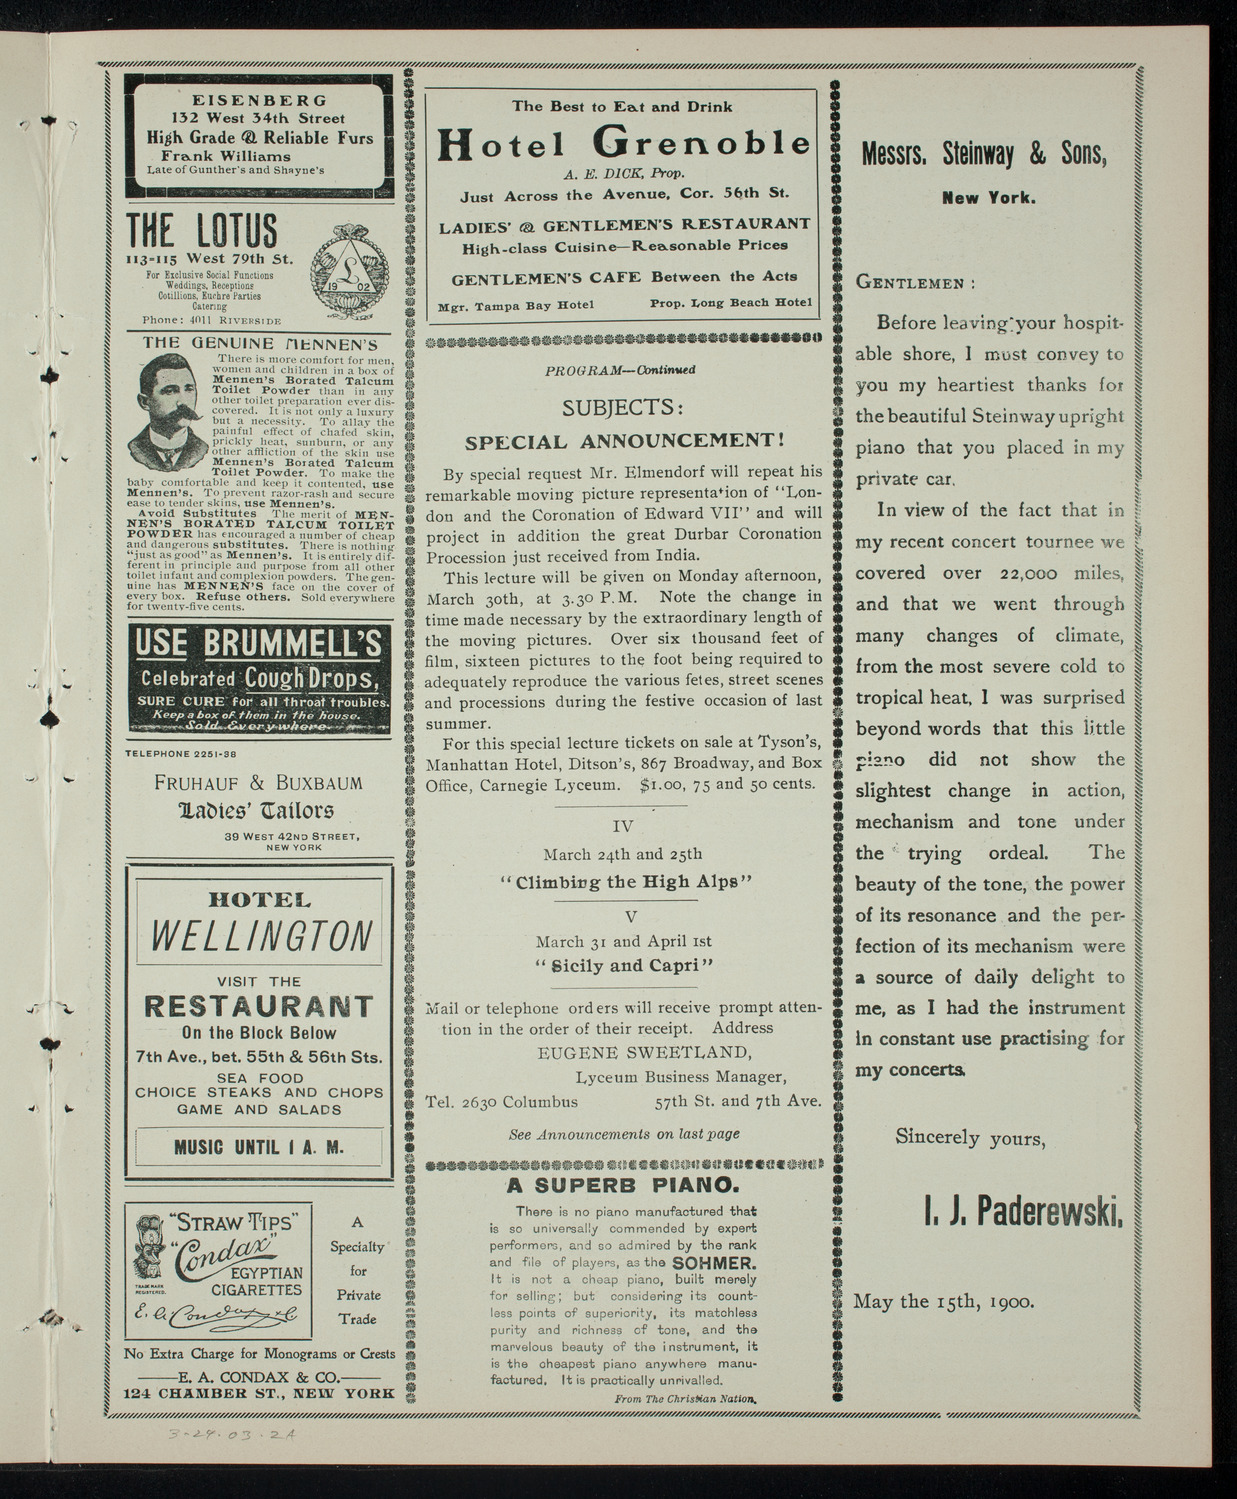 EISENBERG
132 West 34th Street
High Grade & Reliable Furs
Frank Williams
Late of Gunther's and Shayne's
THE LOTUS
113-115 West 79th St.
For Exclusive Social Functions
Weddings, Receptions
Cotillions, Euchre Parties
Catering
Phone: 4011 RIVERSIDE
L
19 02
THE GENUINE MENNEN'S
There is more comfort for men,
women and children in a box of
Mennen's Borated Talcum
Toilet Powder than in any
other toilet preparation ever dis-
covered. It is not only a luxury
but a necessity. To allay the
painful effect of chafed skin,
prickly heat, sunburn, or any
other affliction of the skin use
Mennen's Borated Talcum
Toilet Powder. To make the
baby comfortable and keep it contented, use
Mennen's. To prevent razor-rash and secure
ease to tender skins, use Mennen's.
Avoid Substitutes The merit of MEN-
NEN'S BORATED TALCUM TOILET
POWDER has encouraged a number of cheap
and dangerous substitutes. There is nothing
"just as good" as Mennen's. It is entirely dif-
ferent in principle and purpose from all other
toilet infant and complexion powders. The gen-
uine has MENNEN'S face on the cover of
every box. Refuse others. Sold everywhere
for twenty-five cents.
USE BRUMMELL'S
Celebrated Cough Drops,
SURE CURE for all throat troubles.
Keep a box of them in the house.
Sold Everywhere
TELEPHONE 2251-38
FRUHAUF & BUXBAUM
Ladies' Tailors
39 WEST 42ND STREET,
NEW YORK
HOTEL
WELLINGTON
VISIT THE
RESTAURANT
On the Block Below
7th Ave., bet. 55th & 56th Sts.
SEA FOOD
CHOICE STEAKS AND CHOPS
GAME AND SALADS
MUSIC UNTIL 1 A. M.
"STRAW TIPS"
"Condax"
EGYPTIAN
CIGARETTES
TRADE MARK
REGISTERED.
E. A. Condax & Co
A
Specialty
for
Private
Trade
No Extra Charge for Monograms or Crests
E. A. CONDAX & CO.
124 CHAMBER ST., NEW YORK
The Best to Eat and Drink
Hotel Grenoble
A. E. DICK, Prop.
Just Across the Avenue, Cor. 56th St.
LADIES' & GENTLEMEN'S RESTAURANT
High-class Cuisine—Reasonable Prices
GENTLEMEN'S CAFE Between the Acts
Mgr. Tampa Bay Hotel Prop. Long Beach Hotel
PROGRAM—Continued
SUBJECTS:
SPECIAL ANNOUNCEMENT!
By special request Mr. Elmendorf will repeat his
remarkable moving picture representation of "Lon-
don and the Coronation of Edward VII" and will
project in addition the great Durbar Coronation
Procession just received from India.
This lecture will be given on Monday afternoon,
March 30th, at 3.30 P.M. Note the change in
time made necessary by the extraordinary length of
the moving pictures. Over six thousand feet of
film, sixteen pictures to the foot being required to
adequately reproduce the various fetes, street scenes
and processions during the festive occasion of last
summer.
For this special lecture tickets on sale at Tyson's,
Manhattan Hotel, Ditson's, 867 Broadway, and Box
Office, Carnegie Lyceum. $1.00, 75 and 50 cents.
IV
March 24th and 25th
"Climbing the High Alps"
V
March 31 and April 1st
"Sicily and Capri"
Mail or telephone orders will receive prompt atten-
tion in the order of their receipt. Address
EUGENE SWEETLAND,
Lyceum Business Manager,
Tel. 2630 Columbus 57th St. and 7th Ave.
See Announcements on last page
A SUPERB PIANO.
There is no piano manufactured that
is so universally commended by expert
performers, and so admired by the rank
and file of players, as the SOHMER.
It is not a cheap piano, built merely
for selling; but considering its count-
less points of superiority, its matchless
purity and richness of tone, and the
marvelous beauty of the instrument, it
is the cheapest piano anywhere manu-
factured. It is practically unrivalled.
From The Christian Nation.
Messrs. Steinway & Sons,
New York.
GENTLEMEN:
Before leaving your hospit-
able shore, I must convey to
you my heartiest thanks for
the beautiful Steinway upright
piano that you placed in my
private car.
In view of the fact that in
my recent concert tournee we
covered over 22,000 miles,
and that we went through
many changes of climate,
from the most severe cold to
tropical heat, I was surprised
beyond words that this little
piano did not show the
slightest change in action,
mechanism and tone under
the trying ordeal. The
beauty of the tone, the power
of its resonance and the per-
fection of its mechanism were
a source of daily delight to
me, as I had the instrument
in constant use practising for
my concerts.
Sincerely yours,
I. J. Paderewski.
May the 15th, 1900.
3-24.03.2A